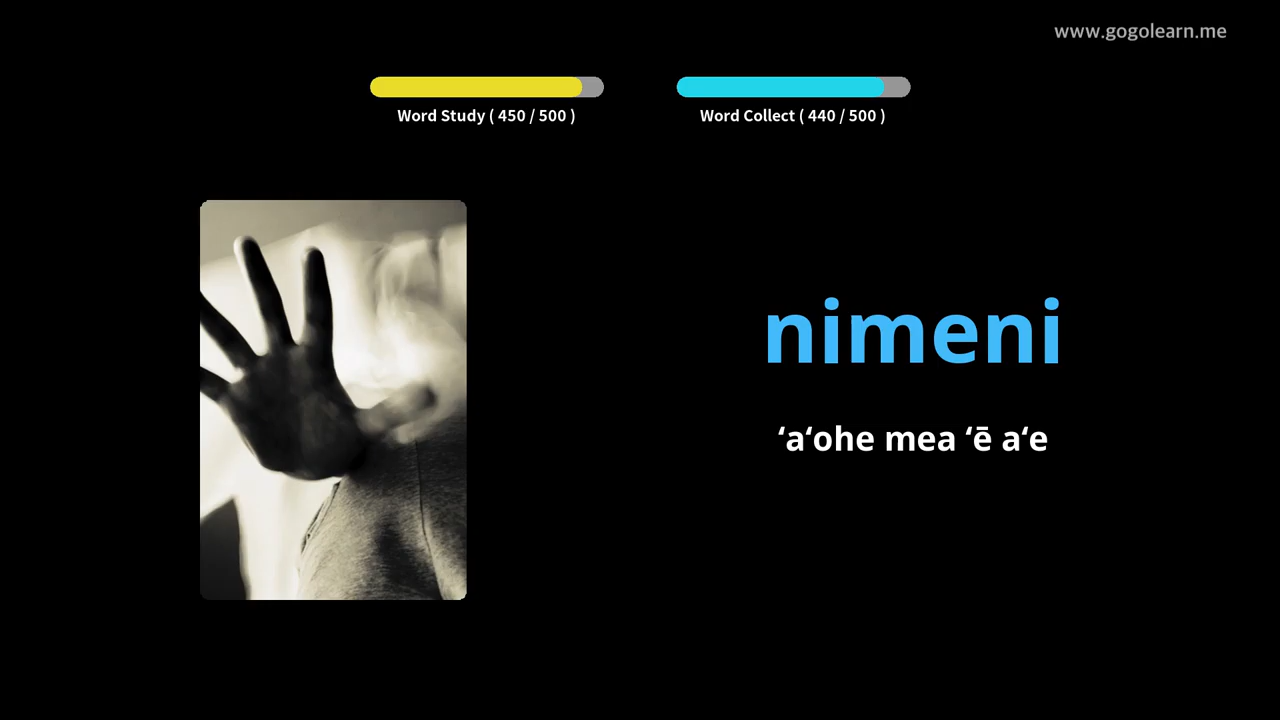 www.gogolearn.me
Word Study ( 450 / 500 )
Word Collect ( 440 / 500 )
nimeni
ʻaʻohe mea ʻē aʻe